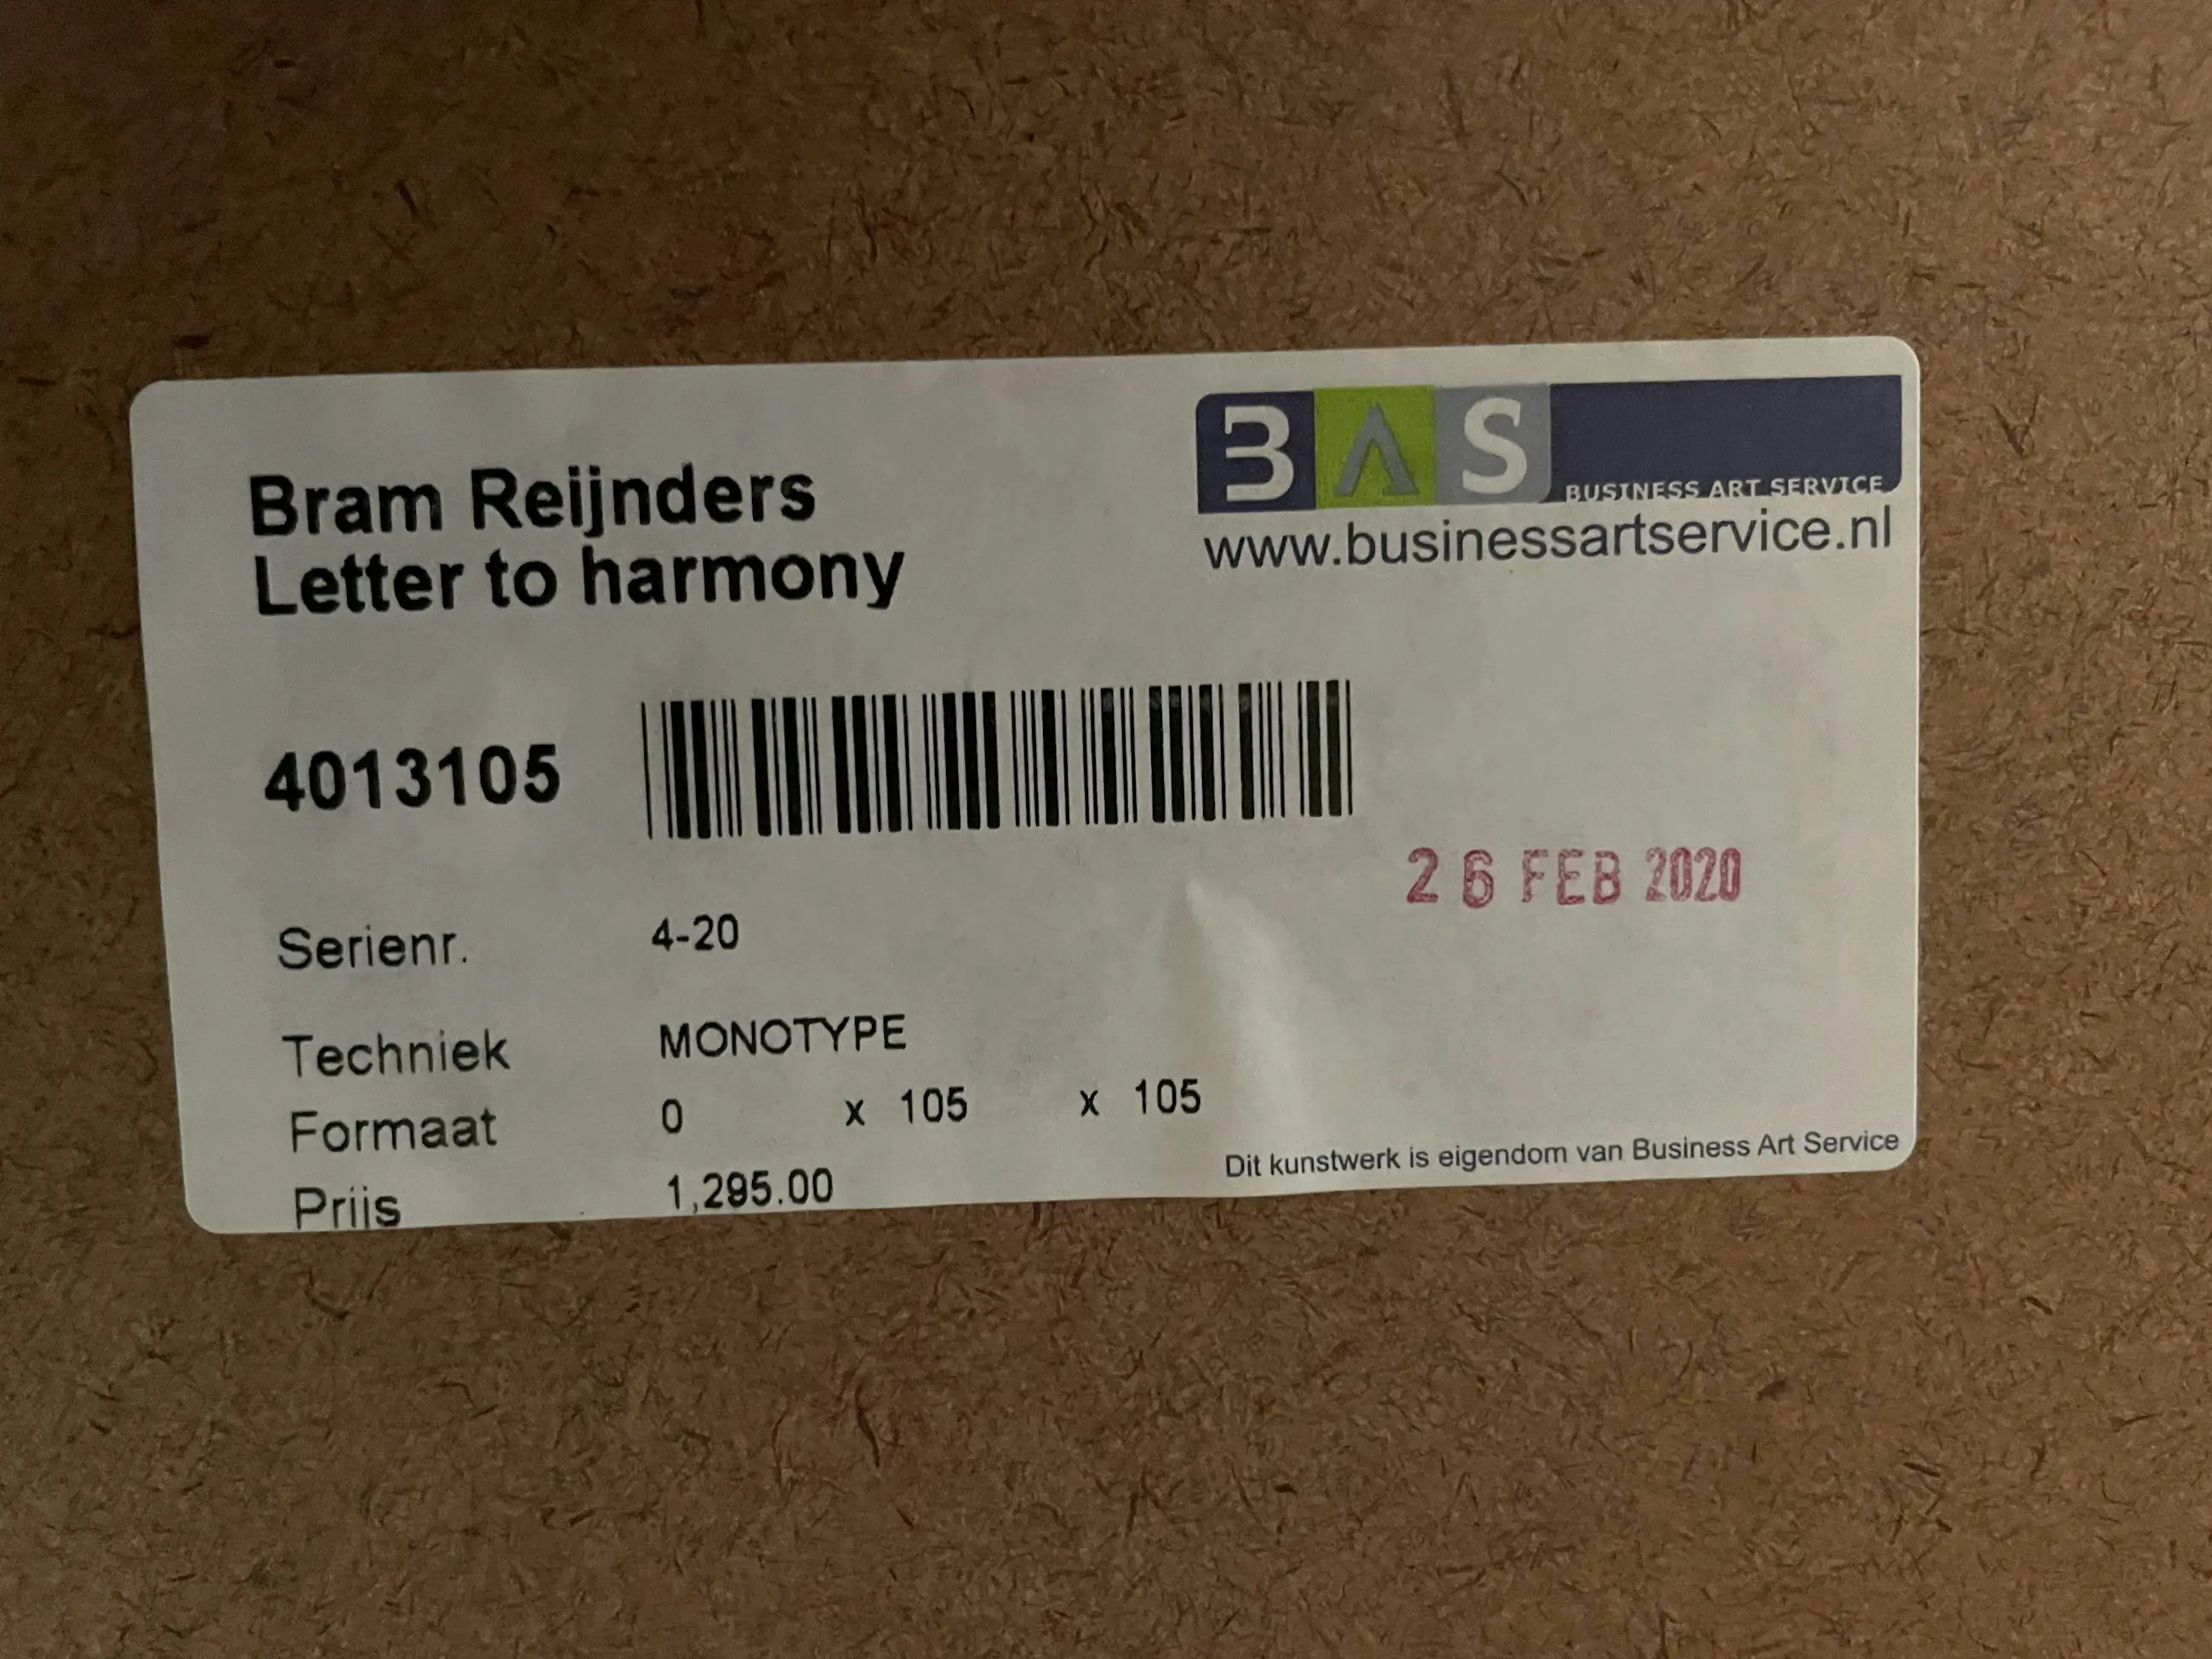 Bram Reijnders
Letter to harmony
BAS BUSINESS ART SERVICE
www.businessartservice.nl
4013105
26 FEB 2020
Serienr. 4-20
Techniek MONOTYPE
Formaat 0 x 105 x 105
Prijs 1,295.00
Dit kunstwerk is eigendom van Business Art Service